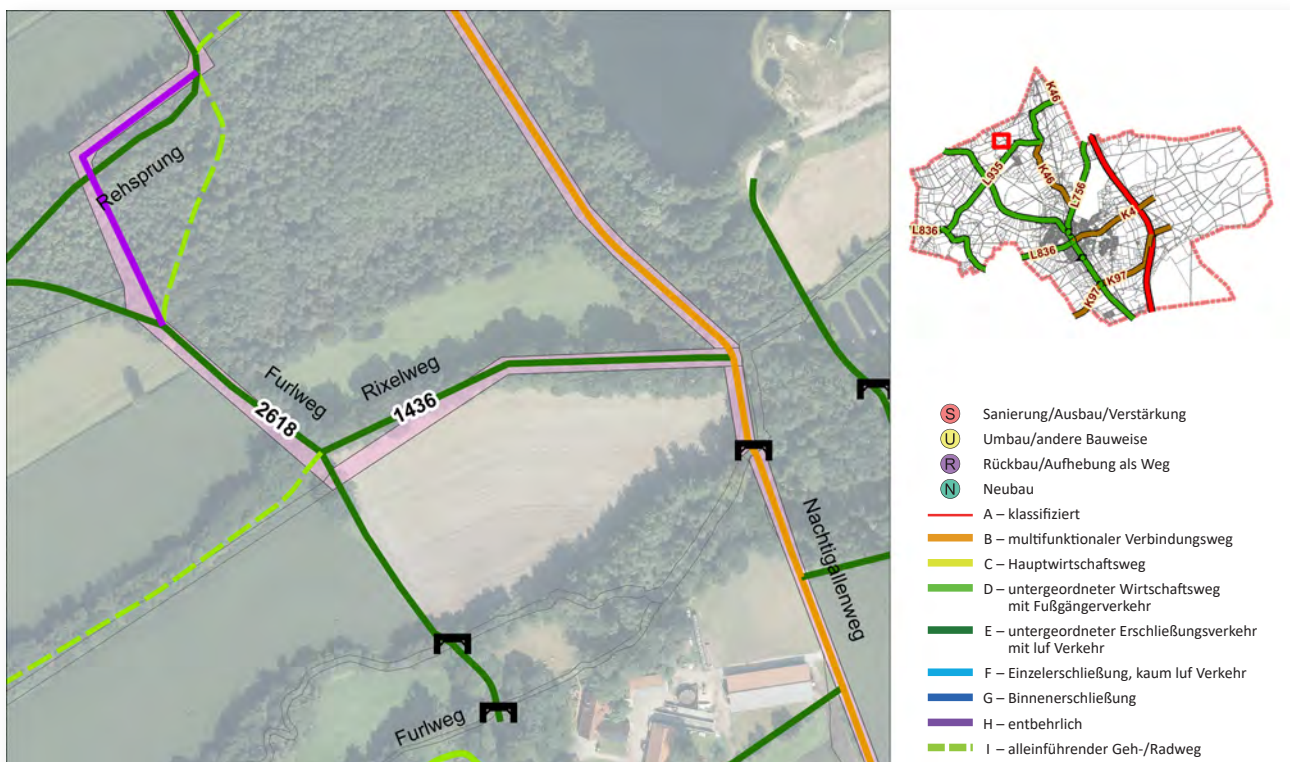 Rehsprung
Furlweg
2618
Rixelweg
1436
Nachtigallenweg
Furlweg
K46
L935
K46
L756
K4
L836
L836
K97
K97
S Sanierung/Ausbau/Verstärkung
U Umbau/andere Bauweise
R Rückbau/Aufhebung als Weg
N Neubau
A – klassifiziert
B – multifunktionaler Verbindungsweg
C – Hauptwirtschaftsweg
D – untergeordneter Wirtschaftsweg
mit Fußgängerverkehr
E – untergeordneter Erschließungsverkehr
mit luf Verkehr
F – Einzelerschließung, kaum luf Verkehr
G – Binnenerschließung
H – entbehrlich
I – alleinführender Geh-/Radweg